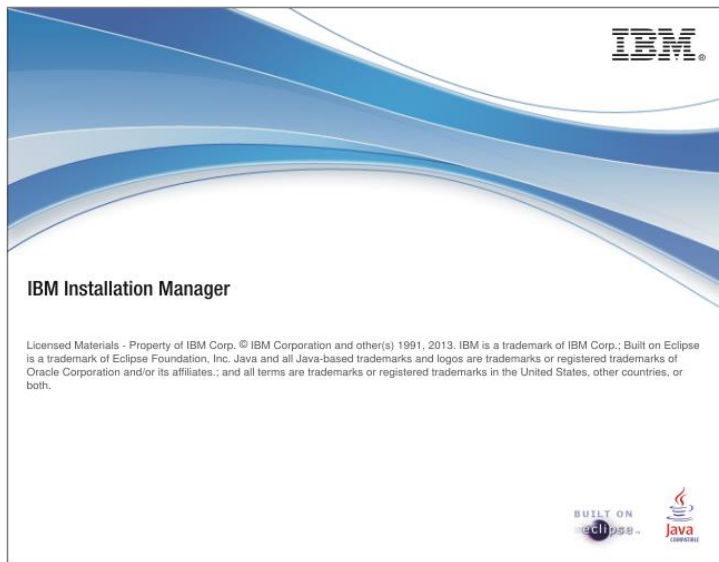 IBM®
IBM Installation Manager
Licensed Materials - Property of IBM Corp. © IBM Corporation and other(s) 1991, 2013. IBM is a trademark of IBM Corp.; Built on Eclipse
is a trademark of Eclipse Foundation, Inc. Java and all Java-based trademarks and logos are trademarks or registered trademarks of
Oracle Corporation and/or its affiliates.; and all terms are trademarks or registered trademarks in the United States, other countries, or
both.
BUILT ON
eclipse™
Java
COMPATIBLE